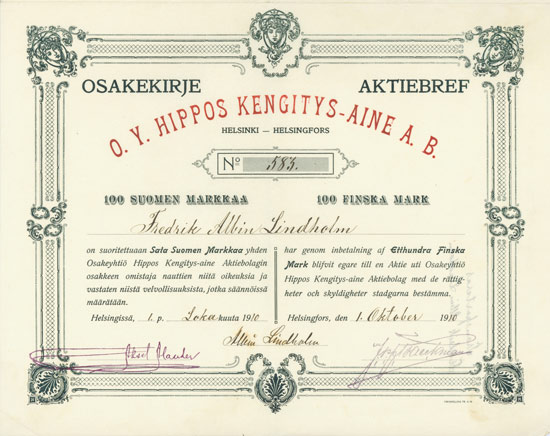 OSAKEKIRJE AKTIEBREF
O. Y. HIPPOS KENGITYS-AINE A. B.
HELSINKI — HELSINGFORS
No 583.
100 SUOMEN MARKKAA 100 FINSKA MARK
Fredrik Albin Lindholm
on suorittuaan Sata Suomen Markkaa yhden
Osakeyhtiö Hippos Kengitys-aine Aktiebolagin
osakkeen omistaja nauttien niitä oikeuksia ja
vastaten niistä velvollisuuksista, jotka säännöissä
määrätään.
Helsingissä, 1 p. Loka kuuta 1910
har genom inbetalning af Etthundra Finska
Mark blifvit egare till en Aktie uti Osakeyhtiö
Hippos Kengitys-aine Aktiebolag med de rättig-
heter och skyldigheter stadgarna bestämma.
Helsingfors, den 1 Oktober 1910
Albin Lindholm